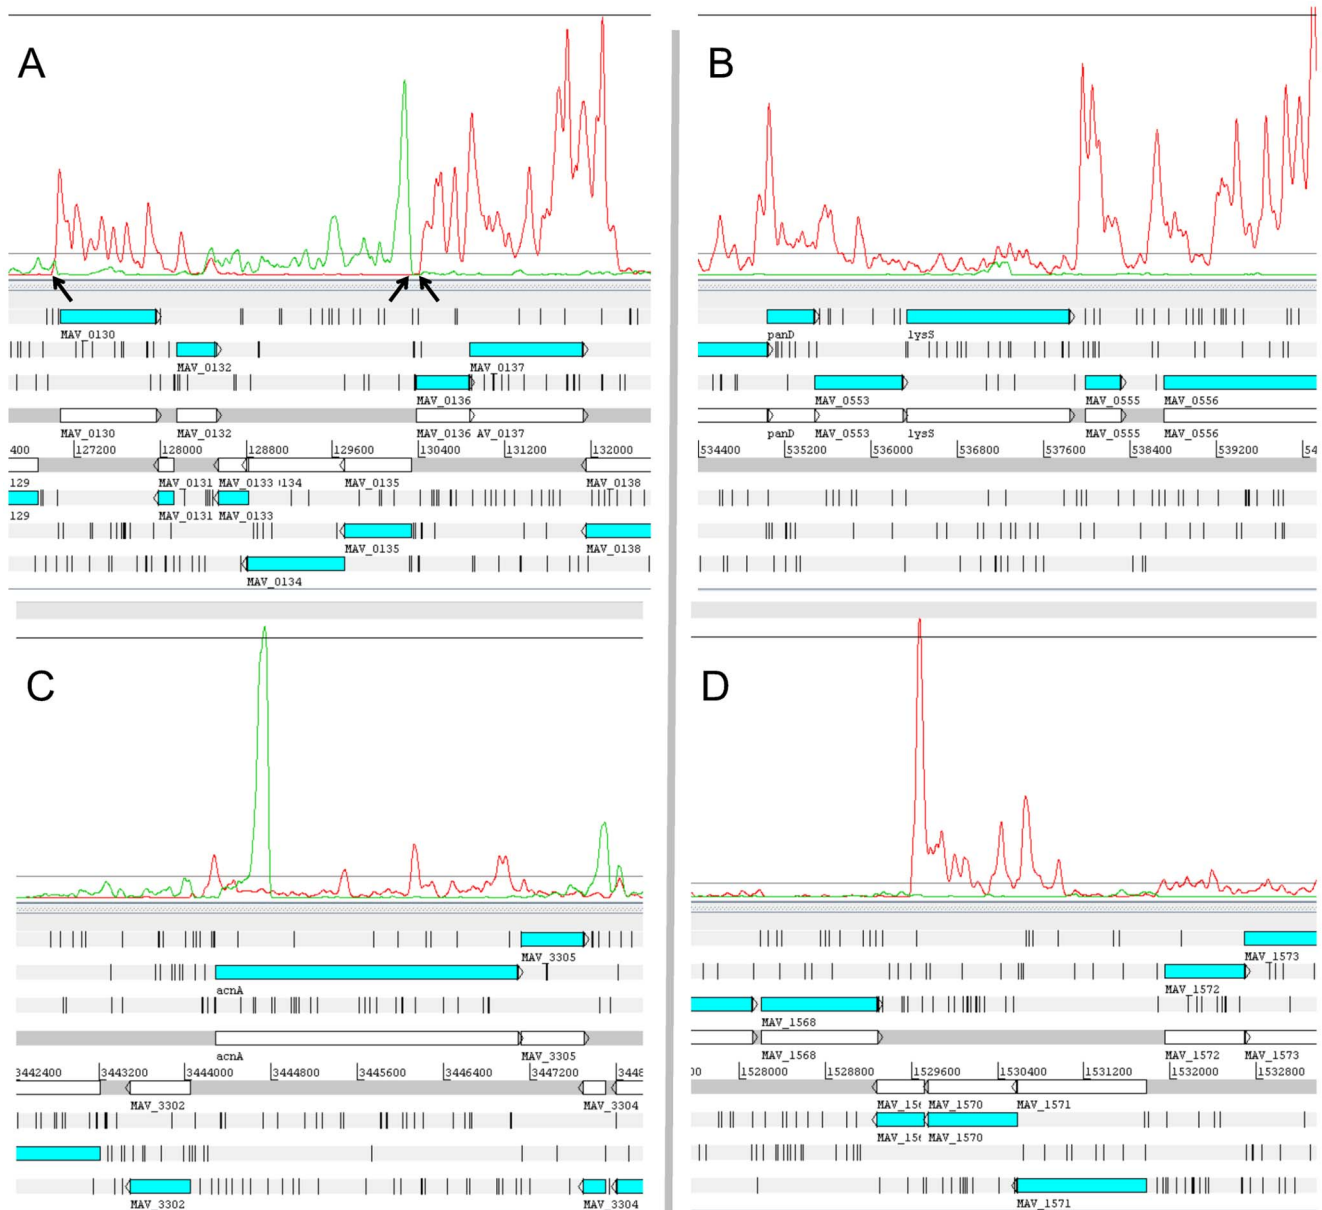 A
B
MAV_0130
MAV_0132
MAV_0137
MAV_0136
MAV_0130
MAV_0132
MAV_0136 AV_0137
400
127200
128000
128800
129600
130400
131200
132000
129
MAV_0131
MAV_0133
134
MAV_0135
MAV_0138
129
MAV_0131
MAV_0133
MAV_0135
MAV_0138
MAV_0134
panD
lysS
MAV_0553
MAV_0555
MAV_0556
panD
MAV_0553
lysS
MAV_0555
MAV_0556
534400
535200
536000
536800
537600
538400
539200
54
C
D
MAV_3305
acnA
acnA
MAV_3305
3442400
3443200
3444000
3444800
3445600
3446400
3447200
3448
MAV_3302
MAV_3304
MAV_3302
MAV_3304
MAV_1573
MAV_1572
MAV_1568
MAV_1568
MAV_1572
MAV_1573
00
1528000
1528800
1529600
1530400
1531200
1532000
1532800
MAV_1570
MAV_1571
MAV_1570
MAV_1571